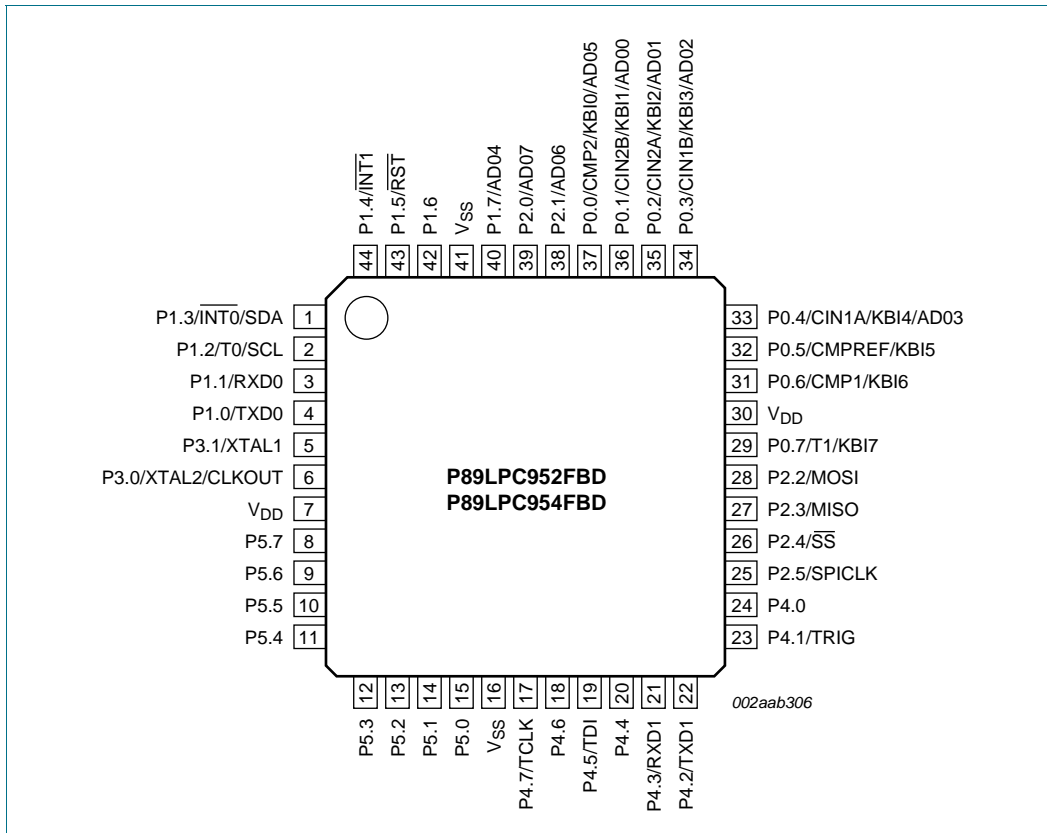 P1.4/INT1
P1.5/RST
P1.6
VSS
P1.7/AD04
P2.0/AD07
P2.1/AD06
P0.0/CMP2/KBI0/AD05
P0.1/CIN2B/KBI1/AD00
P0.2/CIN2A/KBI2/AD01
P0.3/CIN1B/KBI3/AD02
44
43
42
41
40
39
38
37
36
35
34
P1.3/INT0/SDA 1
P1.2/T0/SCL 2
P1.1/RXD0 3
P1.0/TXD0 4
P3.1/XTAL1 5
P3.0/XTAL2/CLKOUT 6
VDD 7
P5.7 8
P5.6 9
P5.5 10
P5.4 11
P89LPC952FBD
P89LPC954FBD
33 P0.4/CIN1A/KBI4/AD03
32 P0.5/CMPREF/KBI5
31 P0.6/CMP1/KBI6
30 VDD
29 P0.7/T1/KBI7
28 P2.2/MOSI
27 P2.3/MISO
26 P2.4/SS
25 P2.5/SPICLK
24 P4.0
23 P4.1/TRIG
12
13
14
15
16
17
18
19
20
21
22
P5.3
P5.2
P5.1
P5.0
VSS
P4.7/TCLK
P4.6
P4.5/TDI
P4.4
P4.3/RXD1
P4.2/TXD1
002aab306